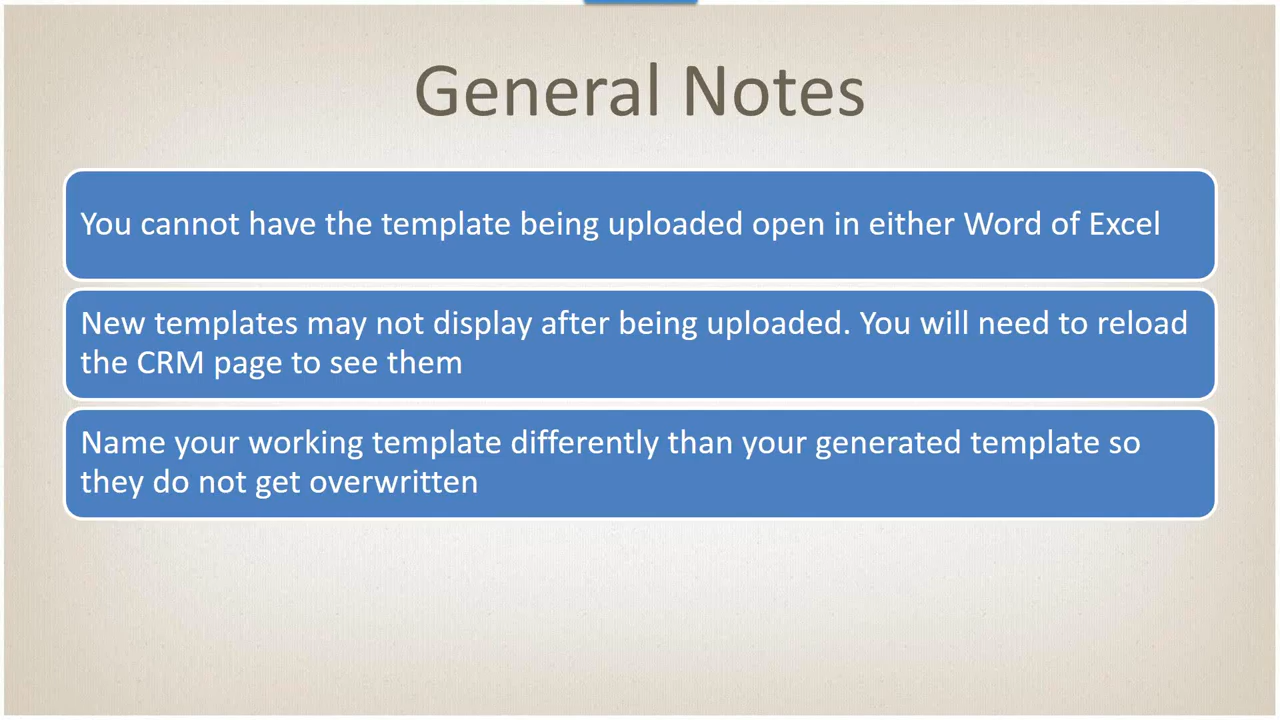 General Notes
You cannot have the template being uploaded open in either Word of Excel
New templates may not display after being uploaded. You will need to reload
the CRM page to see them
Name your working template differently than your generated template so
they do not get overwritten